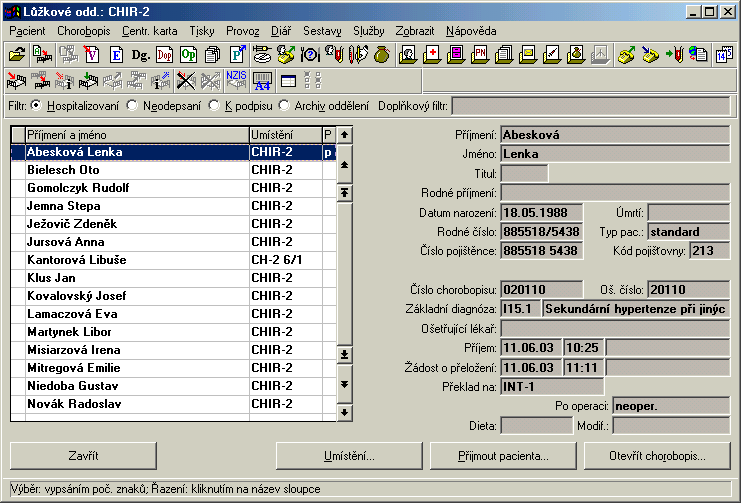 Lůžkové odd.: CHIR-2
Pacient Chorobopis Centr. karta Tisky Provoz Diář Sestavy Služby Zobrazit Nápověda
V E Dg. Dop Op P PN
NZIS A4
Filtr: Hospitalizovaní Neodepsaní K podpisu Archiv oddělení Doplňkový filtr:
Příjmení a jméno Umístění P
Abesková Lenka CHIR-2 p
Bielesch Oto CHIR-2
Gomolczyk Rudolf CHIR-2
Jemna Stepa CHIR-2
Ježovič Zdeněk CHIR-2
Jursová Anna CHIR-2
Kantorová Libuše CH-2 6/1
Klus Jan CHIR-2
Kovalovský Josef CHIR-2
Lamaczová Eva CHIR-2
Martynek Libor CHIR-2
Misiarzová Irena CHIR-2
Mitregová Emilie CHIR-2
Niedoba Gustav CHIR-2
Novák Radoslav CHIR-2
Příjmení: Abesková
Jméno: Lenka
Titul:
Rodné příjmení:
Datum narození: 18.05.1988 Úmrtí:
Rodné číslo: 885518/5438 Typ pac.: standard
Číslo pojištěnce: 885518 5438 Kód pojišťovny: 213
Číslo chorobopisu: 020110 Oš. číslo: 20110
Základní diagnóza: I15.1 Sekundární hypertenze při jinýc
Ošetřující lékař:
Příjem: 11.06.03 10:25
Žádost o přeložení: 11.06.03 11:11
Překlad na: INT-1
Po operaci: neoper.
Dieta: Modif.:
Zavřít Umístění... Přijmout pacienta... Otevřít chorobopis...
Výběr: vypsáním poč. znaků; Řazení: kliknutím na název sloupce